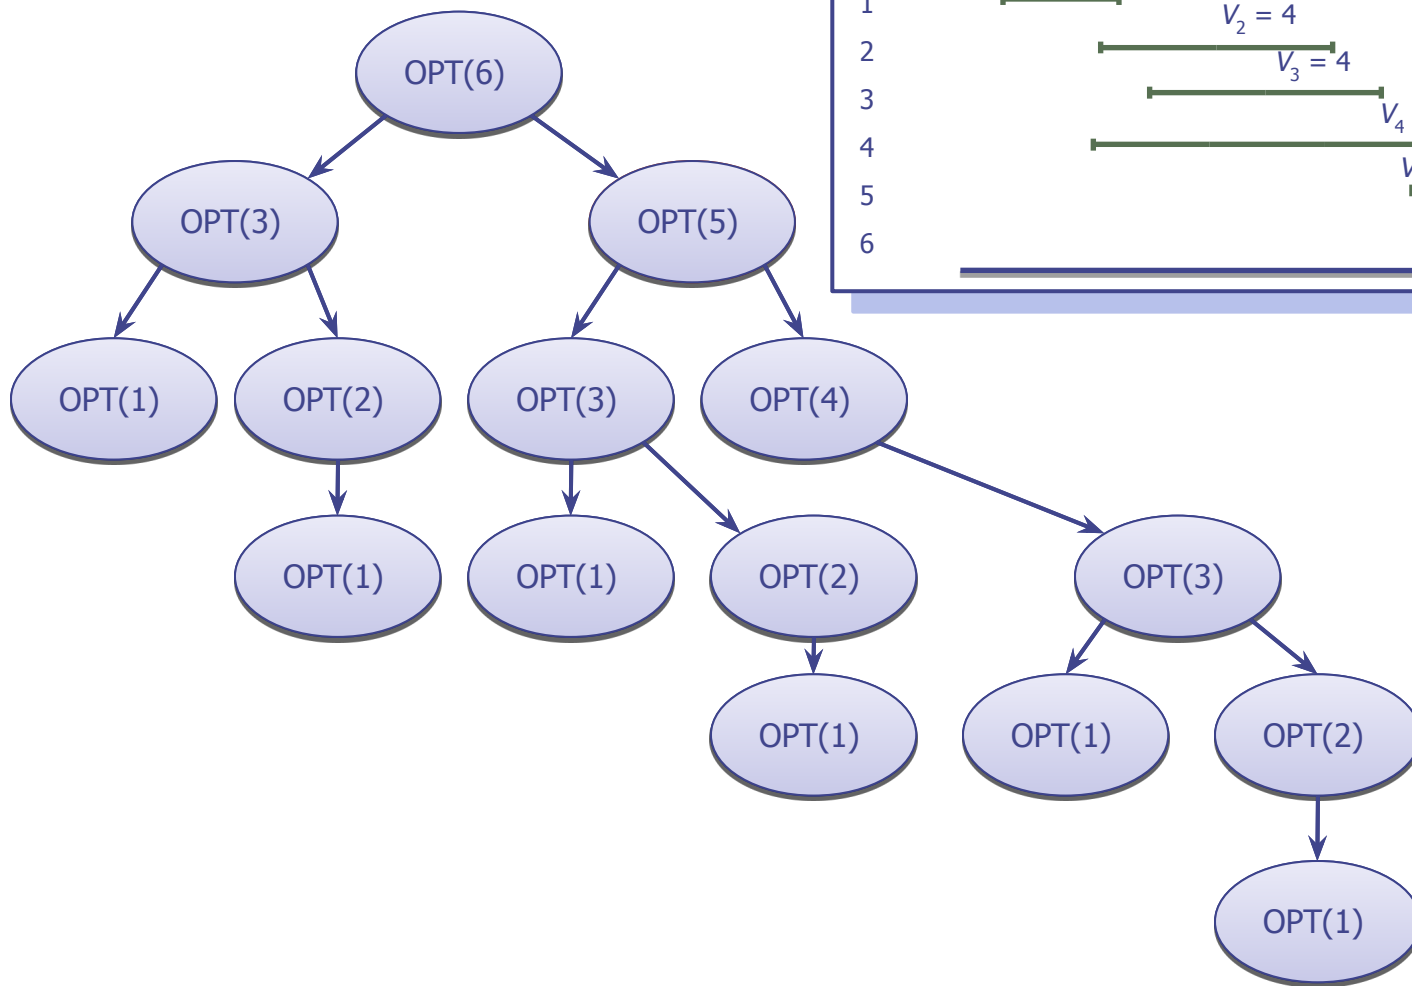 1
V2 = 4
2
V3 = 4
3
V4
4
V
5
6
OPT(6)
OPT(3)
OPT(5)
OPT(1)
OPT(2)
OPT(3)
OPT(4)
OPT(1)
OPT(1)
OPT(2)
OPT(3)
OPT(1)
OPT(1)
OPT(2)
OPT(1)